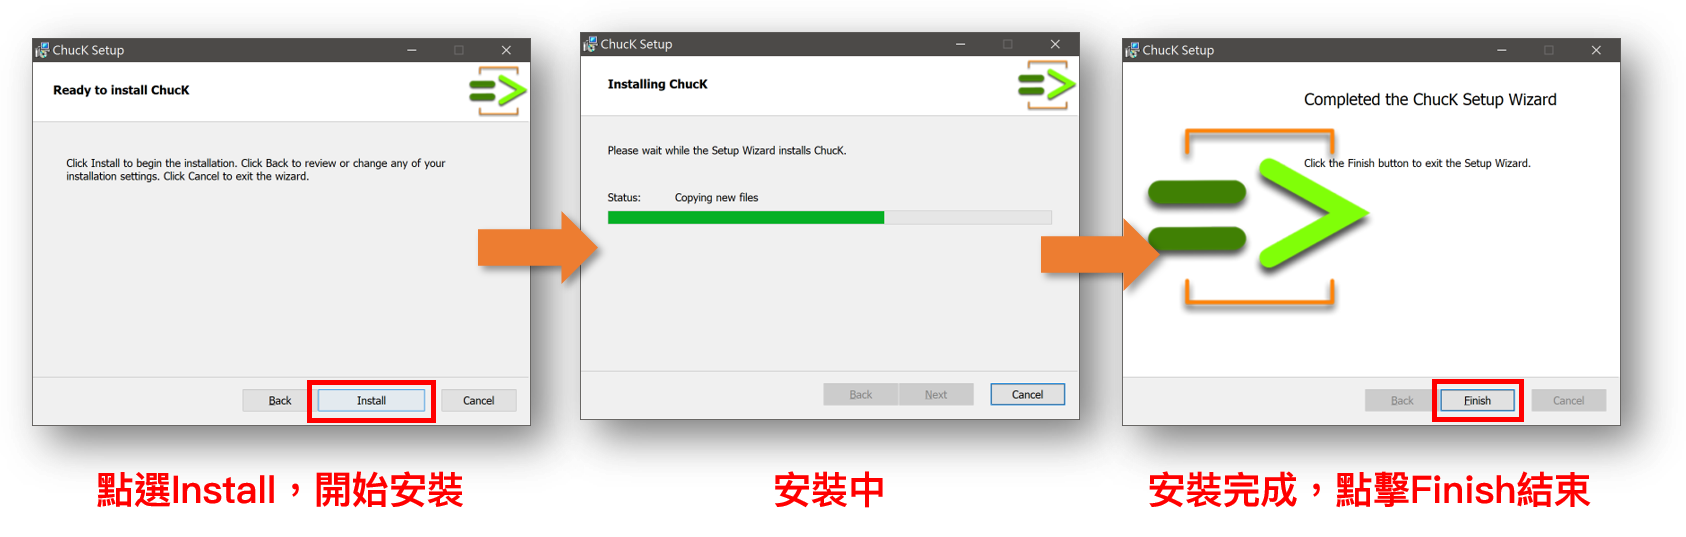 ChucK Setup
Ready to install ChucK
Click Install to begin the installation. Click Back to review or change any of your
installation settings. Click Cancel to exit the wizard.
Back
Install
Cancel
點選Install，開始安裝
ChucK Setup
Installing ChucK
Please wait while the Setup Wizard installs ChucK.
Status: Copying new files
Back
Next
Cancel
安裝中
ChucK Setup
Completed the ChucK Setup Wizard
Click the Finish button to exit the Setup Wizard.
Back
Finish
Cancel
安裝完成，點擊Finish結束